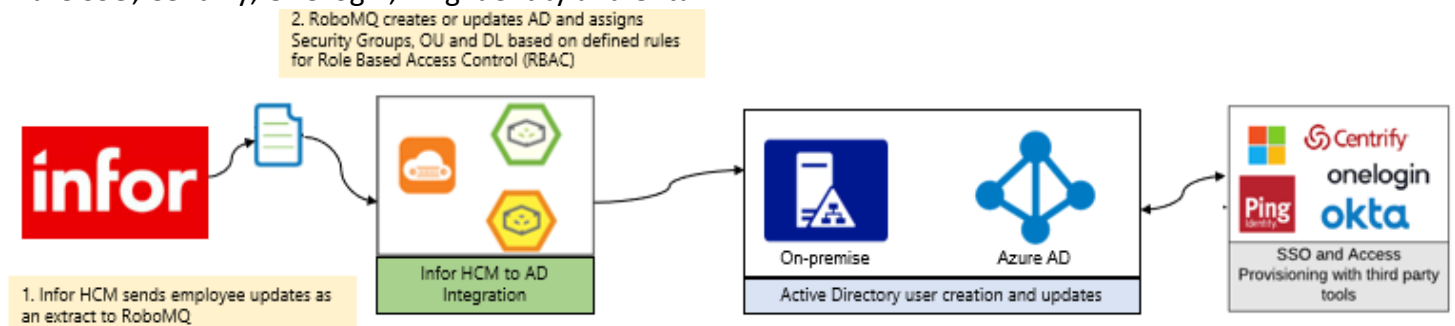 2. RoboMQ creates or updates AD and assigns
Security Groups, OU and DL based on defined rules
for Role Based Access Control (RBAC)
infor
Infor HCM to AD
Integration
1. Infor HCM sends employee updates as
an extract to RoboMQ
On-premise
Azure AD
Active Directory user creation and updates
Centrify
onelogin
Ping
Identity
okta
SSO and Access
Provisioning with third party
tools